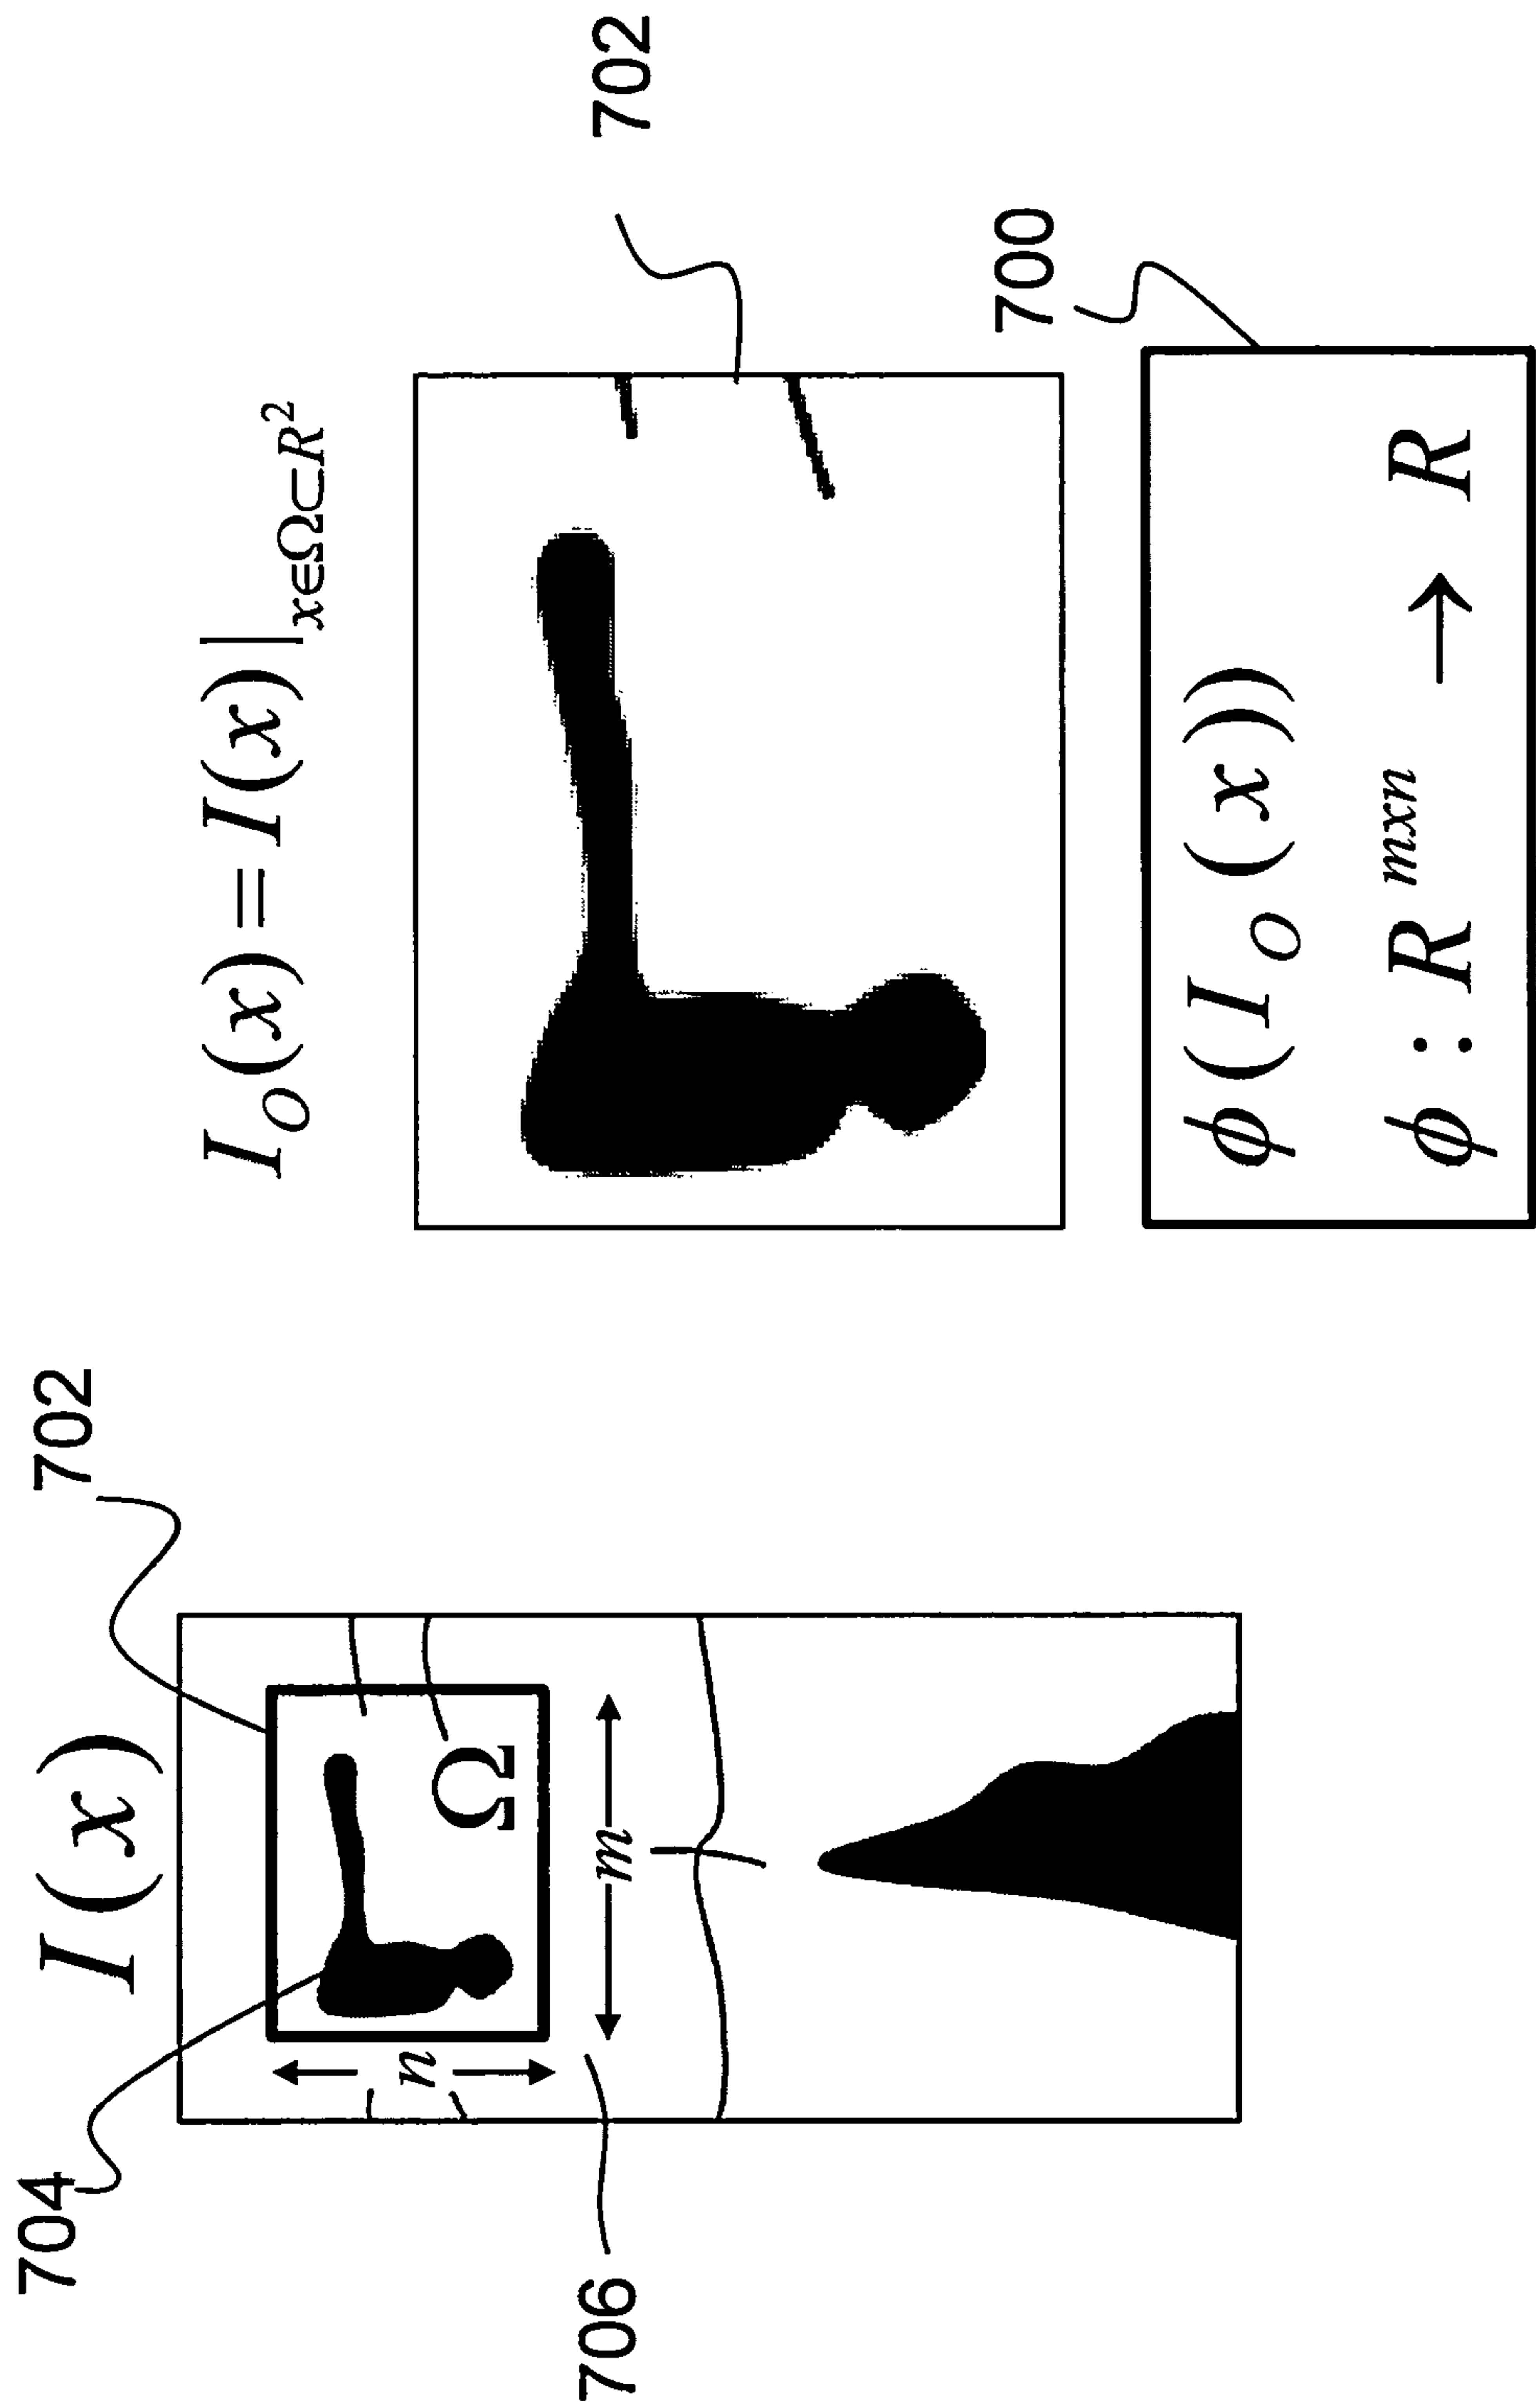 704
I(x)
702
n
Ω
m
706
I_O(x)=I(x)|_{x∈Ω⊂R^2}
702
700
ϕ(I_O(x))
ϕ : R^{mxn} → R